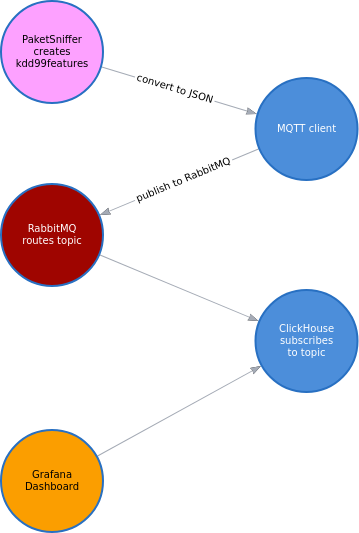 PaketSniffer
creates
kdd99features
convert to JSON
MQTT client
publish to RabbitMQ
RabbitMQ
routes topic
ClickHouse
subscribes
to topic
Grafana
Dashboard